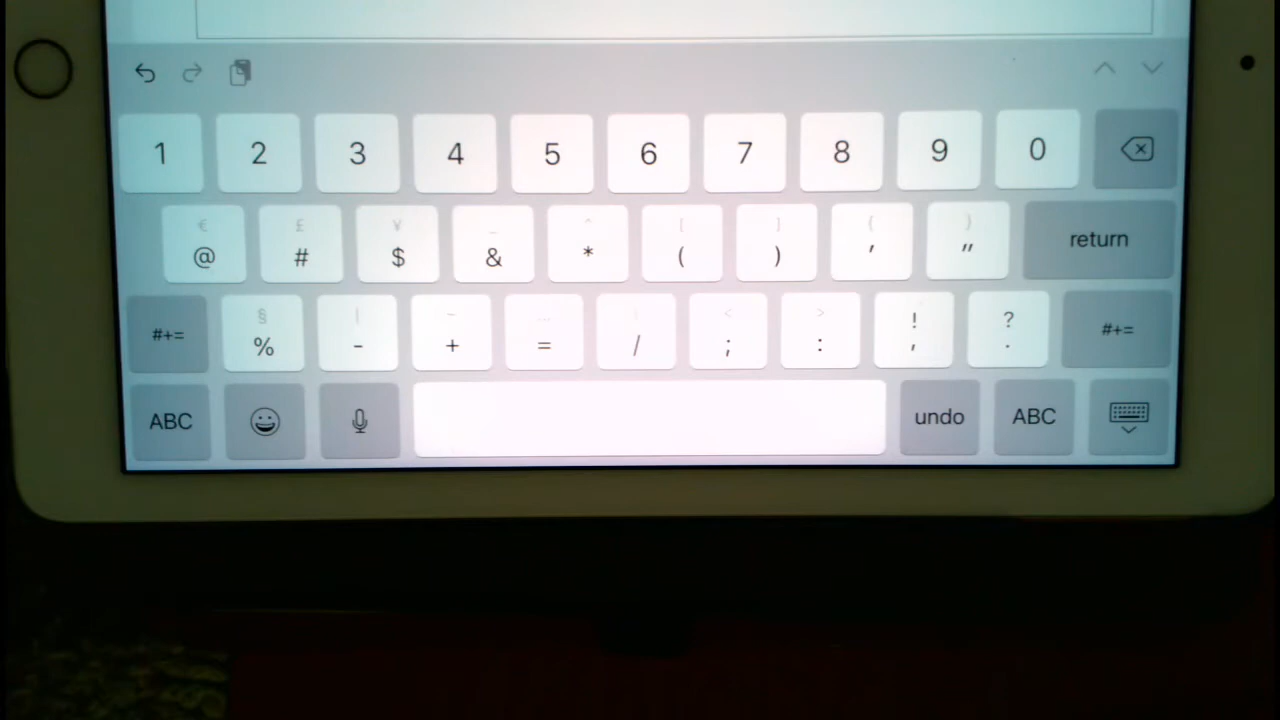 1 2 3 4 5 6 7 8 9 0
€ £ ¥ _ ^ [ ] { }
@ # $ & * ( ) ' " return
§ | ~ … < > ! ?
#+= % - + = / ; : , . #+=
ABC undo ABC